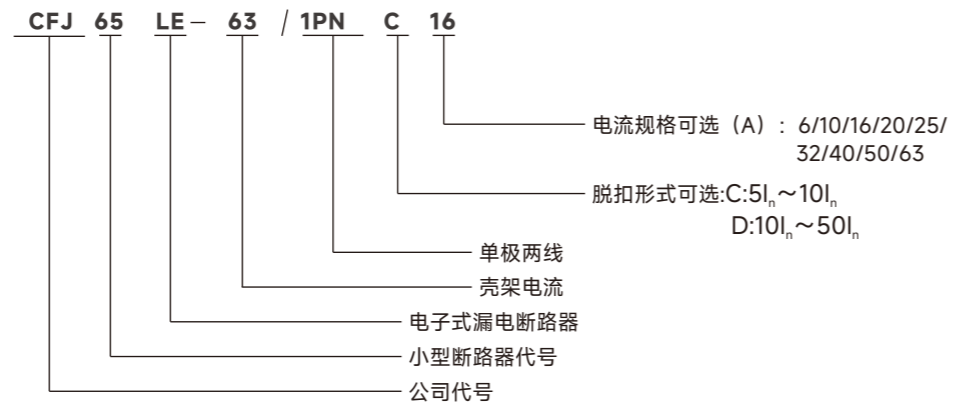 CFJ 65 LE- 63 / 1PN C 16
电流规格可选（A）：6/10/16/20/25/
32/40/50/63
脱扣形式可选:C:5Iₙ～10Iₙ
D:10Iₙ～50Iₙ
单极两线
壳架电流
电子式漏电断路器
小型断路器代号
公司代号